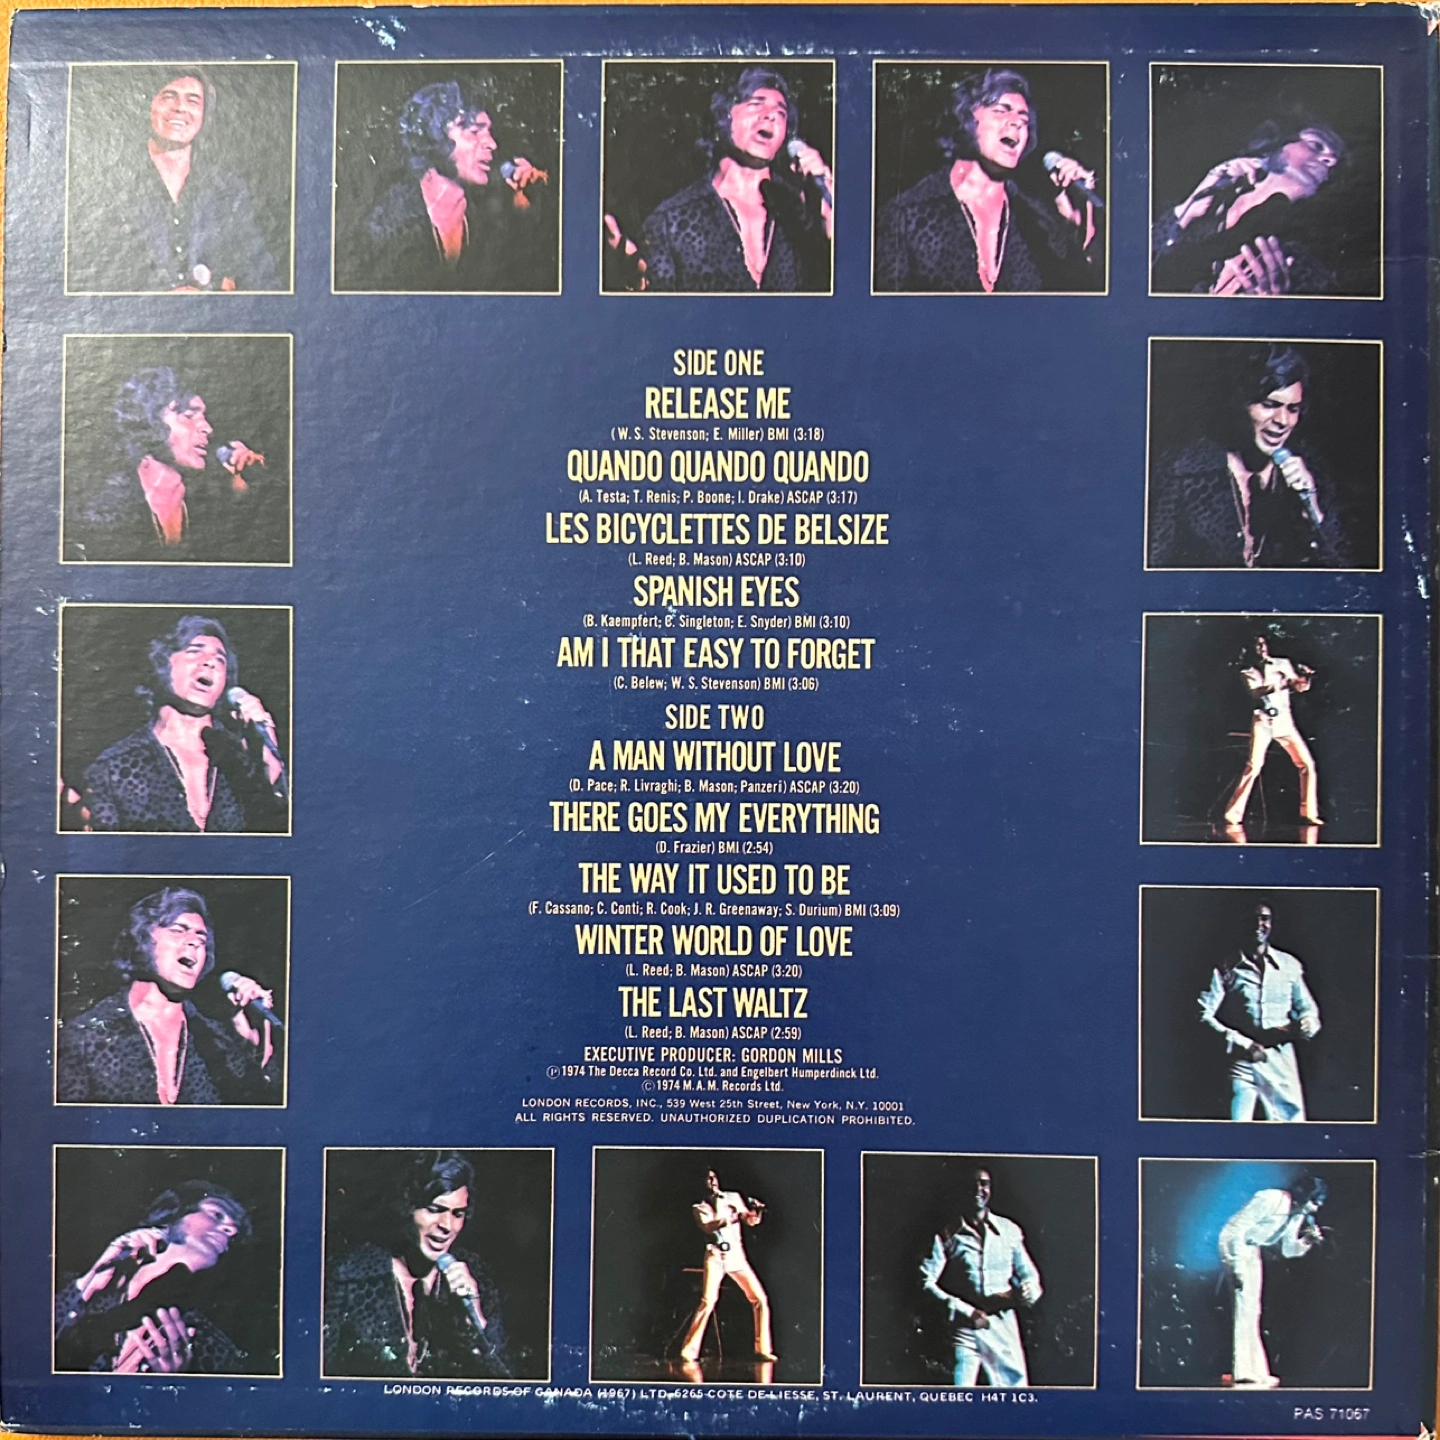 SIDE ONE
RELEASE ME
( W. S. Stevenson; E. Miller) BMI (3:18)
QUANDO QUANDO QUANDO
(A. Testa; T. Renis; P. Boone; I. Drake) ASCAP (3:17)
LES BICYCLETTES DE BELSIZE
(L. Reed; B. Mason) ASCAP (3:10)
SPANISH EYES
(B. Kaempfert; C. Singleton; E. Snyder) BMI (3:10)
AM I THAT EASY TO FORGET
(C. Belew; W. S. Stevenson) BMI (3:06)
SIDE TWO
A MAN WITHOUT LOVE
(D. Pace; R. Livraghi; B. Mason; Panzeri) ASCAP (3:20)
THERE GOES MY EVERYTHING
(D. Frazier) BMI (2:54)
THE WAY IT USED TO BE
(F. Cassano; C. Conti; R. Cook; J. R. Greenaway; S. Durium) BMI (3:09)
WINTER WORLD OF LOVE
(L. Reed; B. Mason) ASCAP (3:20)
THE LAST WALTZ
(L. Reed; B. Mason) ASCAP (2:59)
EXECUTIVE PRODUCER: GORDON MILLS
Ⓟ 1974 The Decca Record Co. Ltd. and Engelbert Humperdinck Ltd.
© 1974 M.A.M. Records Ltd.
LONDON RECORDS, INC., 539 West 25th Street, New York, N.Y. 10001
ALL RIGHTS RESERVED. UNAUTHORIZED DUPLICATION PROHIBITED.
LONDON RECORDS OF CANADA (1967) LTD, 6265 COTE DE LIESSE, ST. LAURENT, QUEBEC H4T 1C3.
PAS 71067